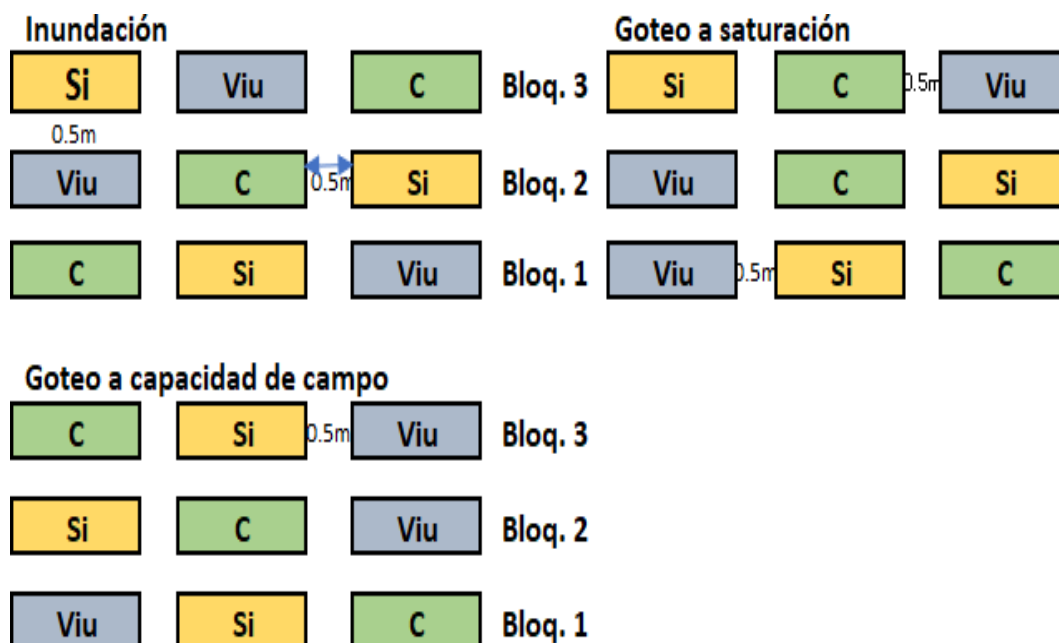 Inundación
Si Viu C Bloq. 3
0.5m
Viu C 0.5m Si Bloq. 2
C Si Viu Bloq. 1
Goteo a saturación
Si C 0.5m Viu
Viu C Si
Viu 0.5m Si C
Goteo a capacidad de campo
C Si 0.5m Viu Bloq. 3
Si C Viu Bloq. 2
Viu Si C Bloq. 1